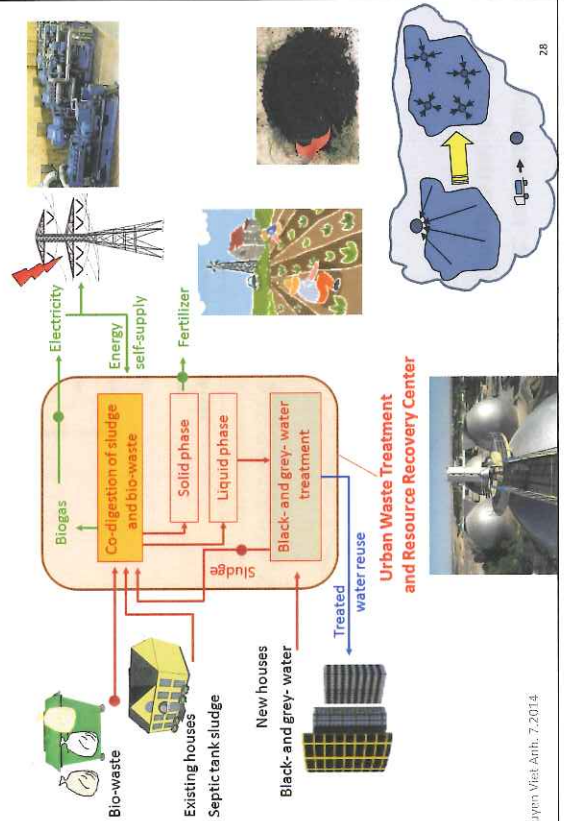 Biogas
Electricity
Energy
self-supply
Fertilizer
Co-digestion of sludge
and bio-waste
Solid phase
Liquid phase
Sludge
Black- and grey- water
treatment
Bio-waste
Existing houses
Septic tank sludge
New houses
Black- and grey- water
Treated
water reuse
Urban Waste Treatment
and Resource Recovery Center
uyen Viet Anh. 7.2014
28